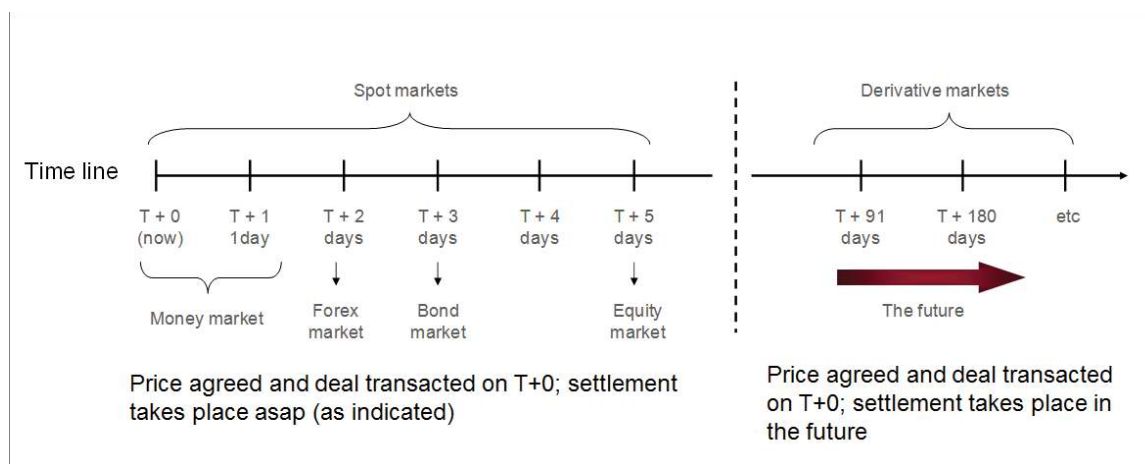 Spot markets
Derivative markets
Time line
T + 0
(now)
T + 1
1day
T + 2
days
T + 3
days
T + 4
days
T + 5
days
T + 91
days
T + 180
days
etc
Money market
Forex
market
Bond
market
Equity
market
The future
Price agreed and deal transacted on T+0; settlement
takes place asap (as indicated)
Price agreed and deal transacted
on T+0; settlement takes place in
the future